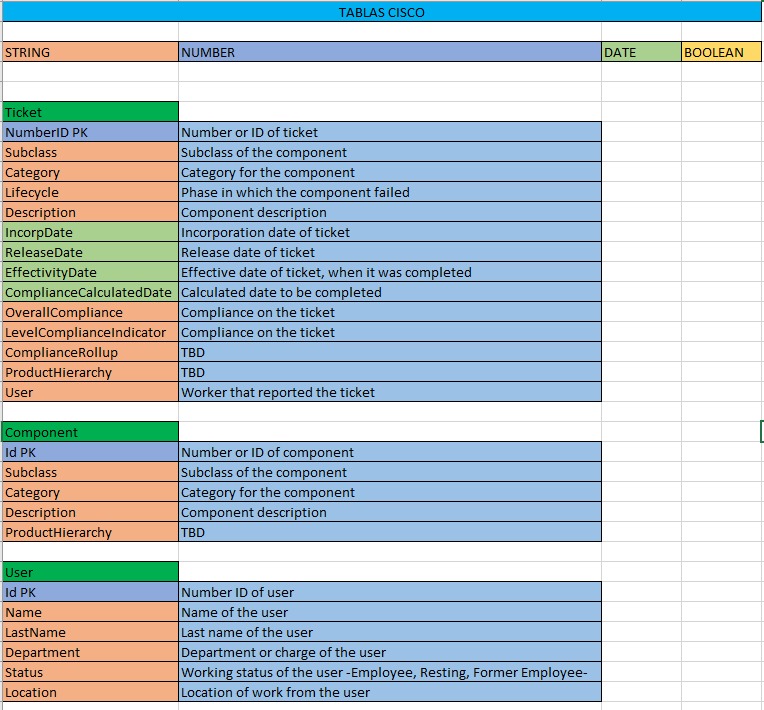 TABLAS CISCO
STRING NUMBER DATE BOOLEAN
Ticket
NumberID PK Number or ID of ticket
Subclass Subclass of the component
Category Category for the component
Lifecycle Phase in which the component failed
Description Component description
IncorpDate Incorporation date of ticket
ReleaseDate Release date of ticket
EffectivityDate Effective date of ticket, when it was completed
ComplianceCalculatedDate Calculated date to be completed
OverallCompliance Compliance on the ticket
LevelComplianceIndicator Compliance on the ticket
ComplianceRollup TBD
ProductHierarchy TBD
User Worker that reported the ticket
Component
Id PK Number or ID of component
Subclass Subclass of the component
Category Category for the component
Description Component description
ProductHierarchy TBD
User
Id PK Number ID of user
Name Name of the user
LastName Last name of the user
Department Department or charge of the user
Status Working status of the user -Employee, Resting, Former Employee-
Location Location of work from the user